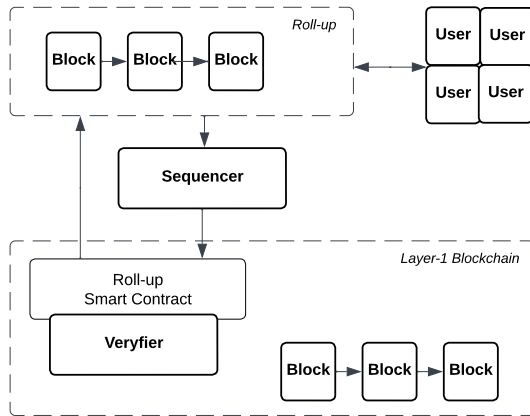 Roll-up
Block Block Block
User User
User User
Sequencer
Layer-1 Blockchain
Roll-up
Smart Contract
Veryfier
Block Block Block